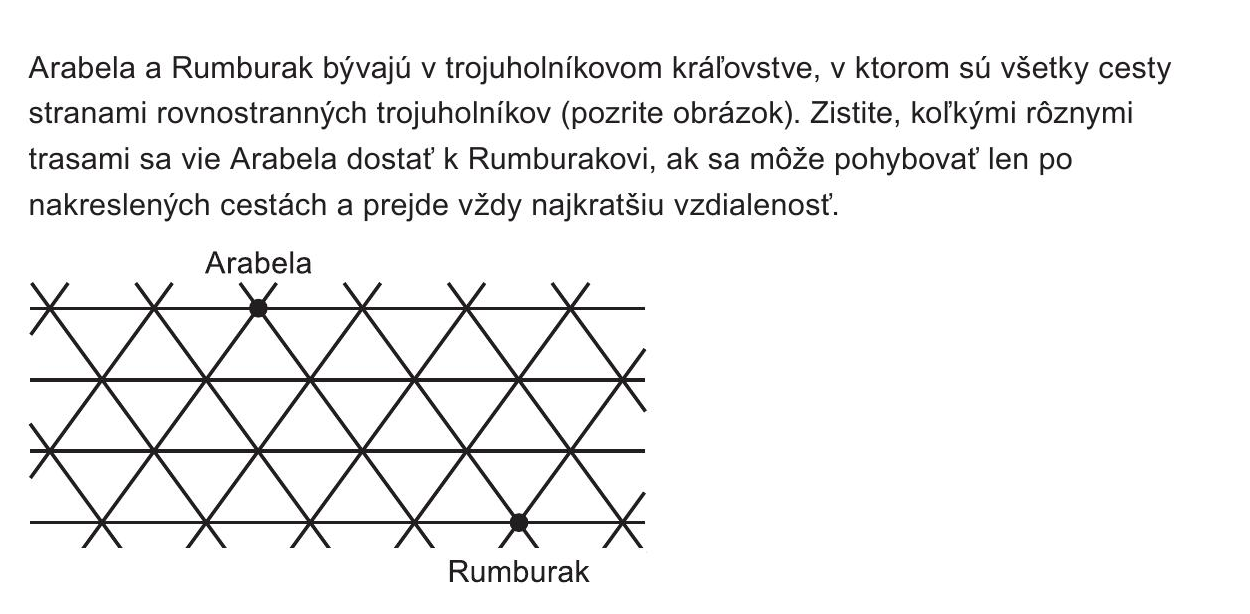 Arabela a Rumburak bývajú v trojuholníkovom kráľovstve, v ktorom sú všetky cesty
stranami rovnostranných trojuholníkov (pozrite obrázok). Zistite, koľkými rôznymi
trasami sa vie Arabela dostať k Rumburakovi, ak sa môže pohybovať len po
nakreslených cestách a prejde vždy najkratšiu vzdialenosť.
Arabela
Rumburak